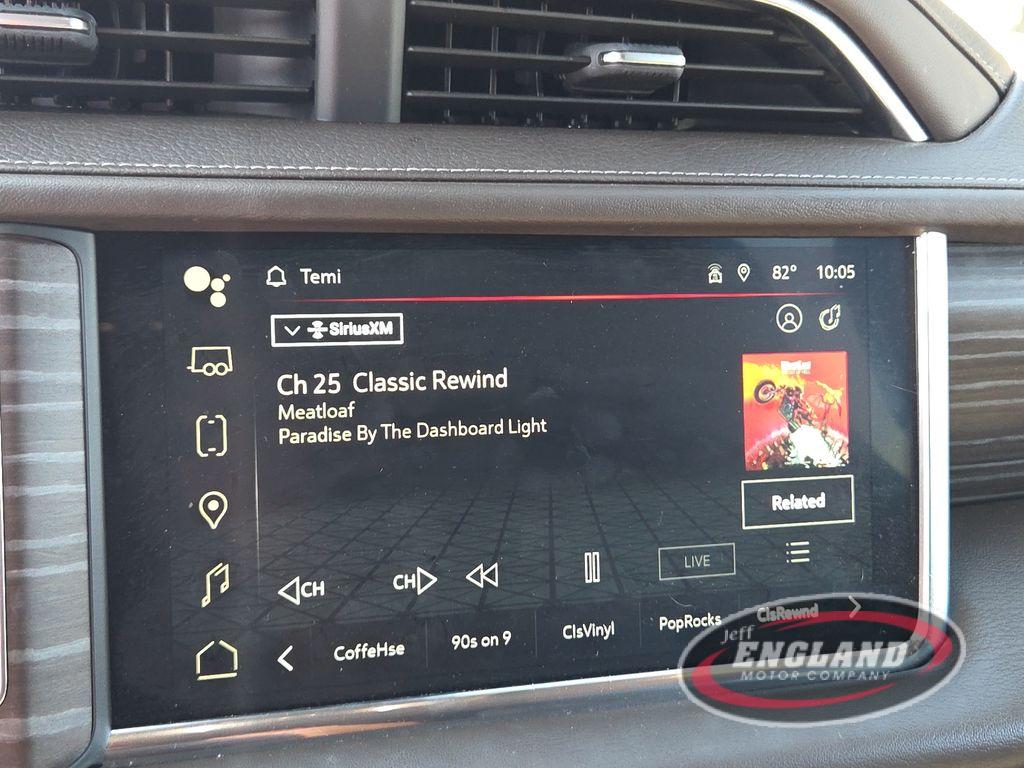 Temi
82° 10:05
SiriusXM
Ch 25 Classic Rewind
Meatloaf
Paradise By The Dashboard Light
Related
CH CH LIVE
CoffeHse 90s on 9 ClsVinyl PopRocks ClsRewnd
Jeff
ENGLAND
MOTOR COMPANY